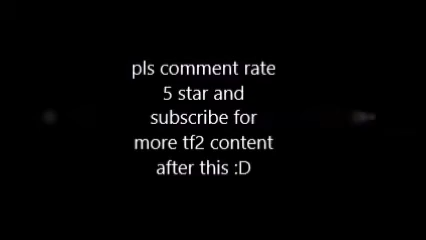 pls comment rate
5 star and
subscribe for
more tf2 content
after this :D